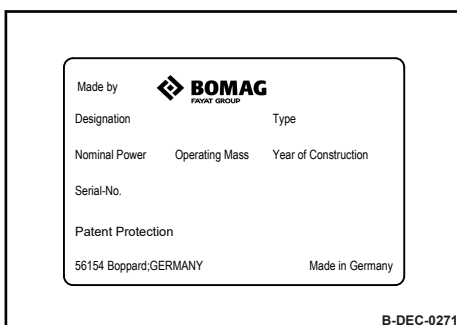 Made by BOMAG
FAYAT GROUP
Designation Type
Nominal Power Operating Mass Year of Construction
Serial-No.
Patent Protection
56154 Boppard;GERMANY Made in Germany
B-DEC-0271